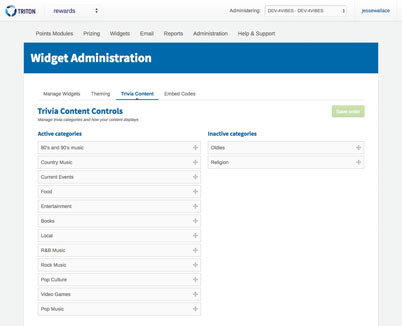 TRITON rewards Administering: DEV-4VIBES - DEV-4VIBES jessewallace
Points Modules Prizing Widgets Email Reports Administration Help & Support
Widget Administration
Manage Widgets Theming Trivia Content Embed Codes
Trivia Content Controls
Save order
Manage trivia categories and how your content displays
Active categories
80's and 90's music
Country Music
Current Events
Food
Entertainment
Books
Local
R&B Music
Rock Music
Pop Culture
Video Games
Pop Music
Inactive categories
Oldies
Religion